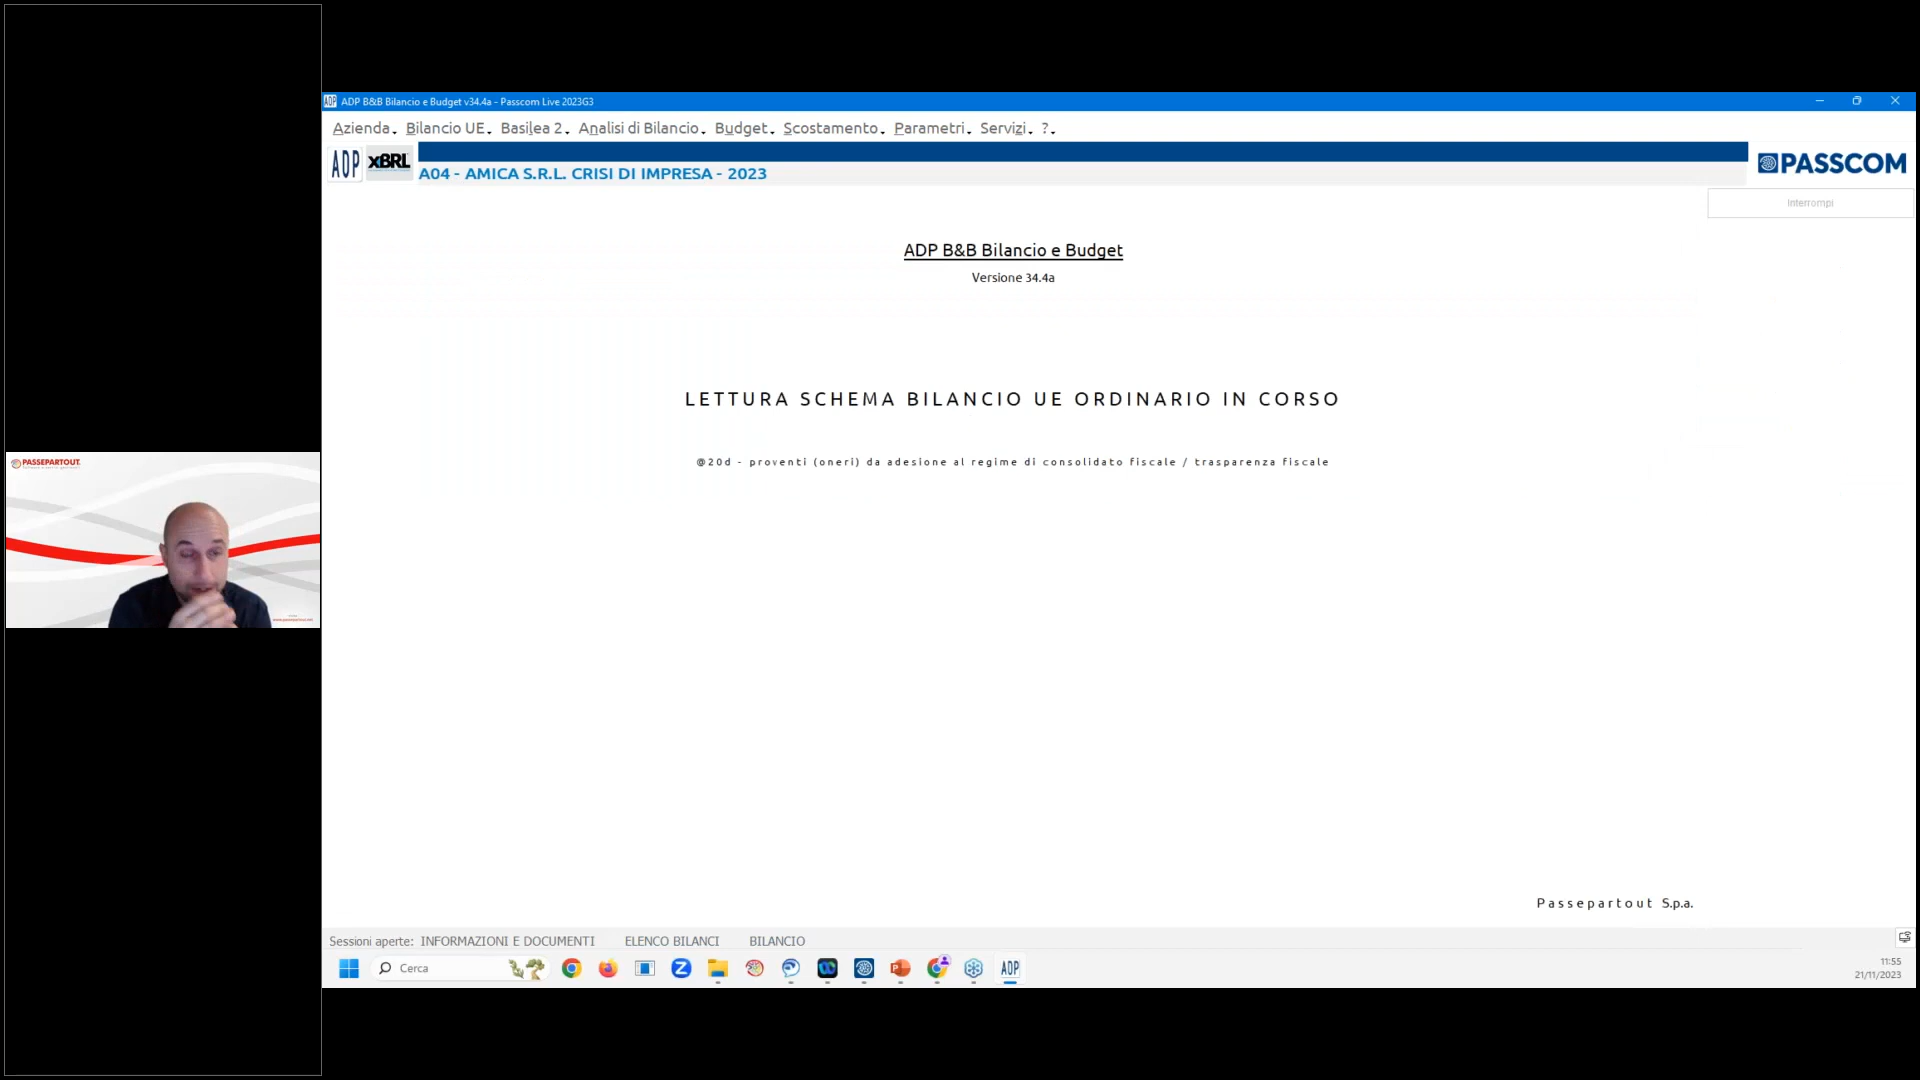 ADP B&B Bilancio e Budget v34.4a - Passcom Live 2023G3
Azienda Bilancio UE Basilea 2 Analisi di Bilancio Budget Scostamento Parametri Servizi ?
ADP xBRL
A04 - AMICA S.R.L. CRISI DI IMPRESA - 2023
PASSCOM
Interrompi
ADP B&B Bilancio e Budget
Versione 34.4a
LETTURA SCHEMA BILANCIO UE ORDINARIO IN CORSO
@20d - proventi (oneri) da adesione al regime di consolidato fiscale / trasparenza fiscale
PASSEPARTOUT
Passepartout S.p.a.
Sessioni aperte: INFORMAZIONI E DOCUMENTI ELENCO BILANCI BILANCIO
Cerca
ADP
11:55
21/11/2023